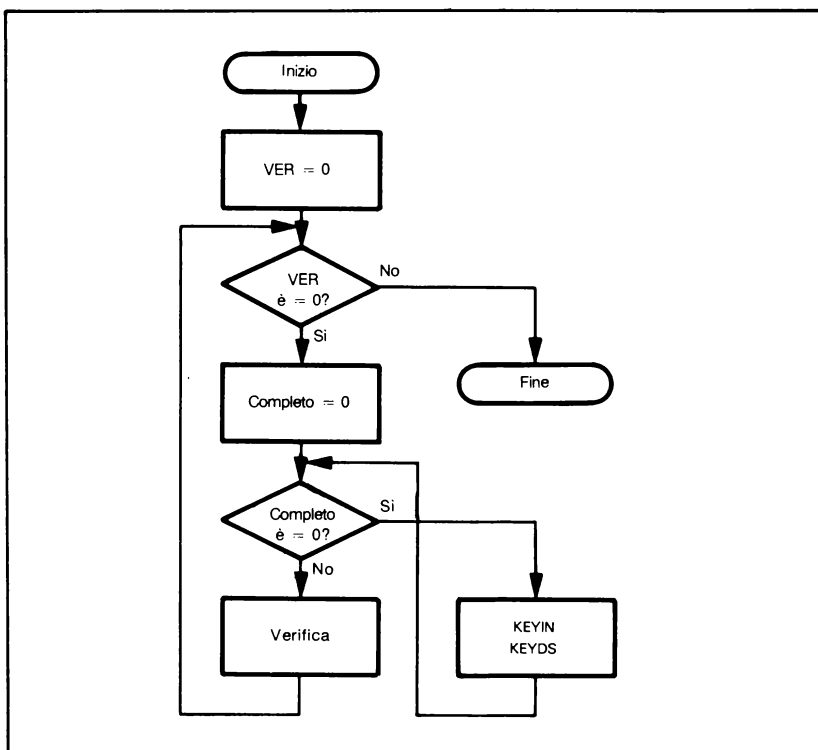 Inizio
VER = 0
VER
è = 0?
No
Si
Fine
Completo = 0
Completo
è = 0?
Si
No
Verifica
KEYIN
KEYDS